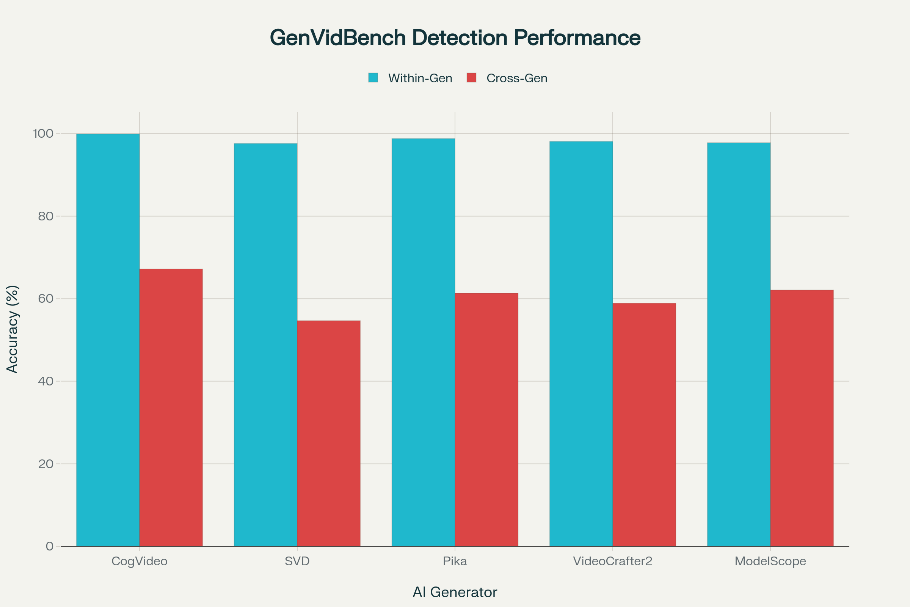 GenVidBench Detection Performance
Within-Gen Cross-Gen
100
80
60
40
20
0
Accuracy (%)
CogVideo SVD Pika VideoCrafter2 ModelScope
AI Generator